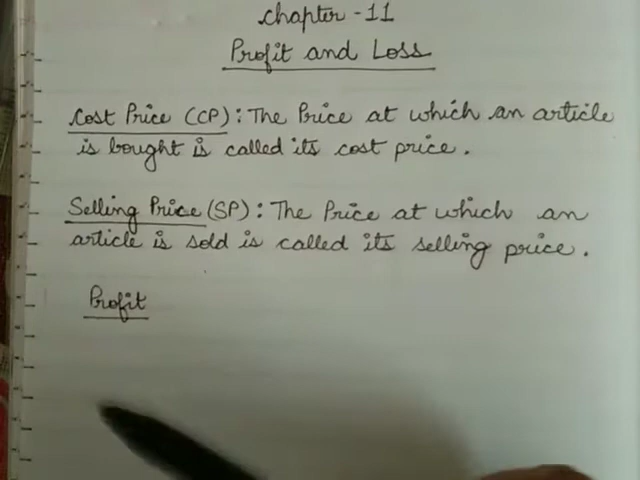 Chapter - 11
Profit and Loss
Cost Price (CP) : The Price at which an article
is bought is called its cost price.
Selling Price (SP) : The Price at which an
article is sold is called its selling price.
Profit